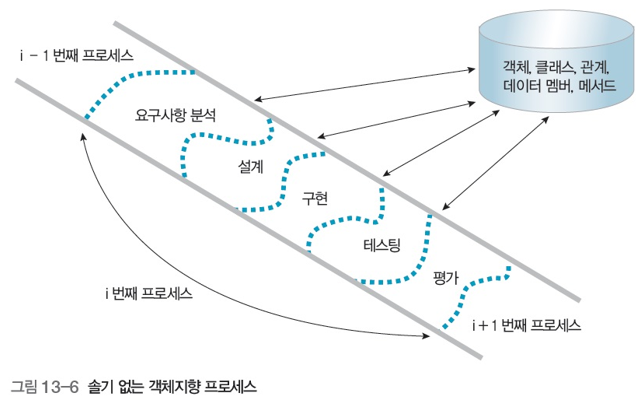 i - 1 번째 프로세스
객체, 클래스, 관계,
데이터 멤버, 메서드
요구사항 분석
설계
구현
테스팅
평가
i 번째 프로세스
i + 1 번째 프로세스
그림 13-6 솔기 없는 객체지향 프로세스